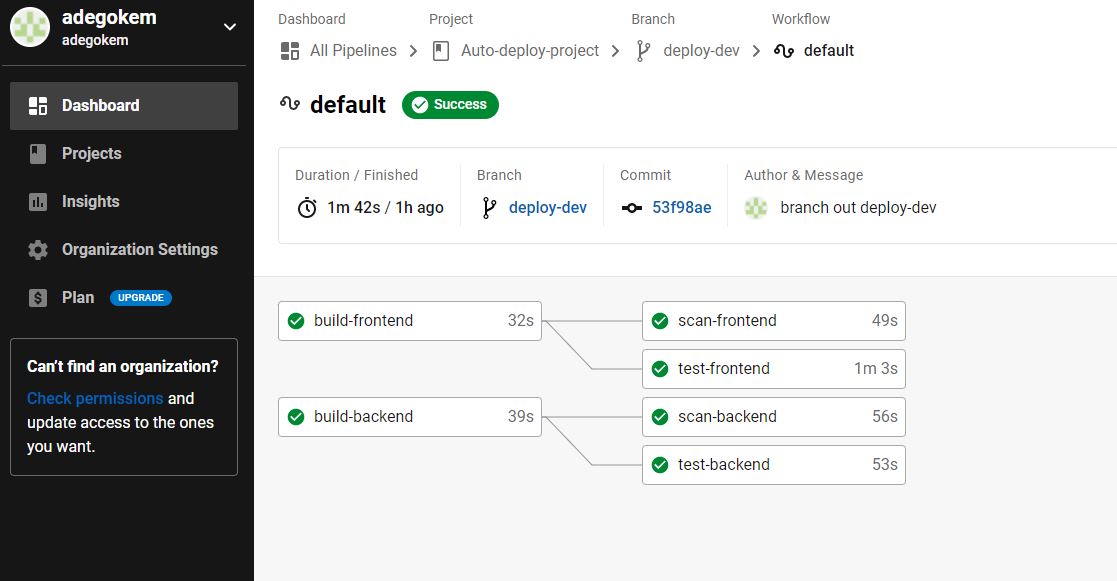 adegokem
adegokem
Dashboard
Projects
Insights
Organization Settings
Plan UPGRADE
Can't find an organization?
Check permissions and
update access to the ones
you want.
Dashboard Project Branch Workflow
All Pipelines Auto-deploy-project deploy-dev default
default Success
Duration / Finished Branch Commit Author & Message
1m 42s / 1h ago deploy-dev 53f98ae branch out deploy-dev
build-frontend 32s scan-frontend 49s
test-frontend 1m 3s
build-backend 39s scan-backend 56s
test-backend 53s